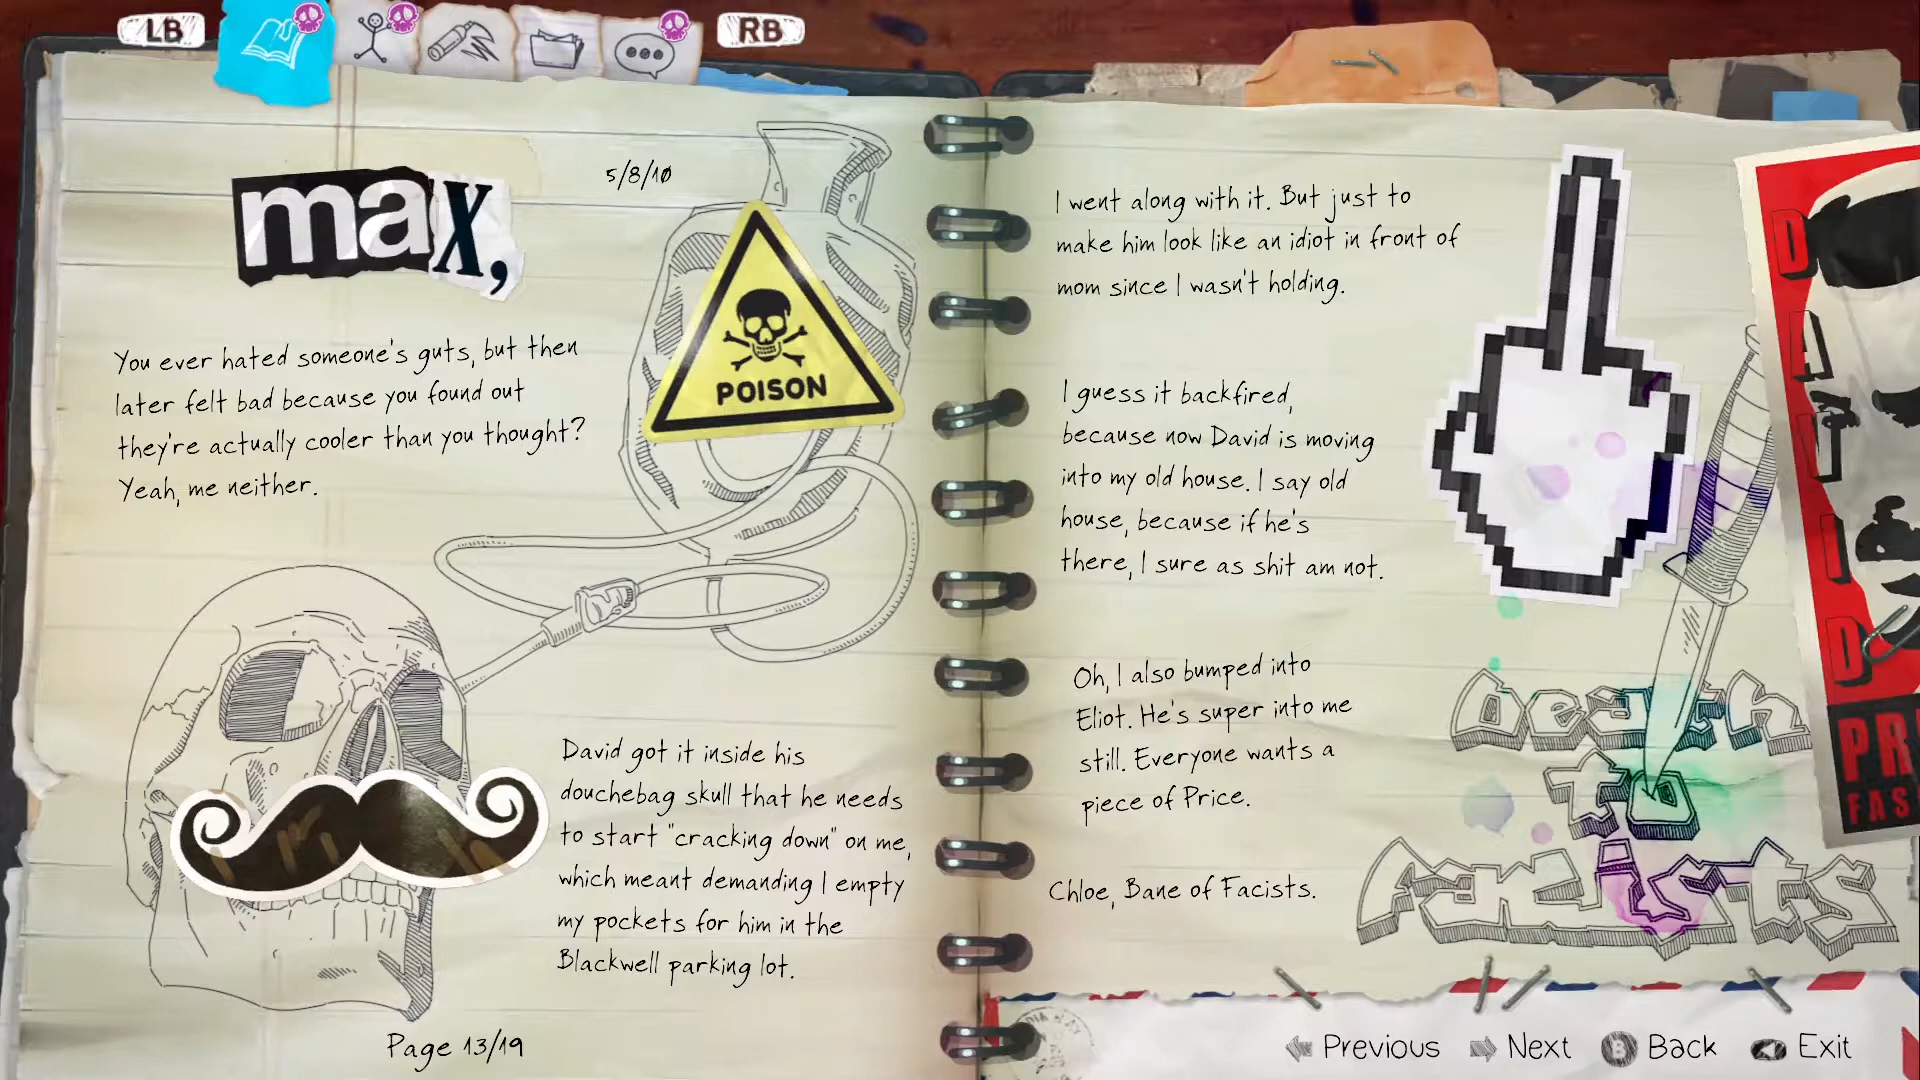 LB
RB
max,
5/8/10
POISON
You ever hated someone's guts, but then
later felt bad because you found out
they're actually cooler than you thought?
Yeah, me neither.
David got it inside his
douchebag skull that he needs
to start "cracking down" on me,
which meant demanding I empty
my pockets for him in the
Blackwell parking lot.
Page 13/19
I went along with it. But just to
make him look like an idiot in front of
mom since I wasn't holding.
I guess it backfired,
because now David is moving
into my old house. I say old
house, because if he's
there, I sure as shit am not.
Oh, I also bumped into
Eliot. He's super into me
still. Everyone wants a
piece of Price.
Chloe, Bane of Facists.
Death
to
Facists
DAVID
PR
FAS
Previous
Next
B
Back
Exit